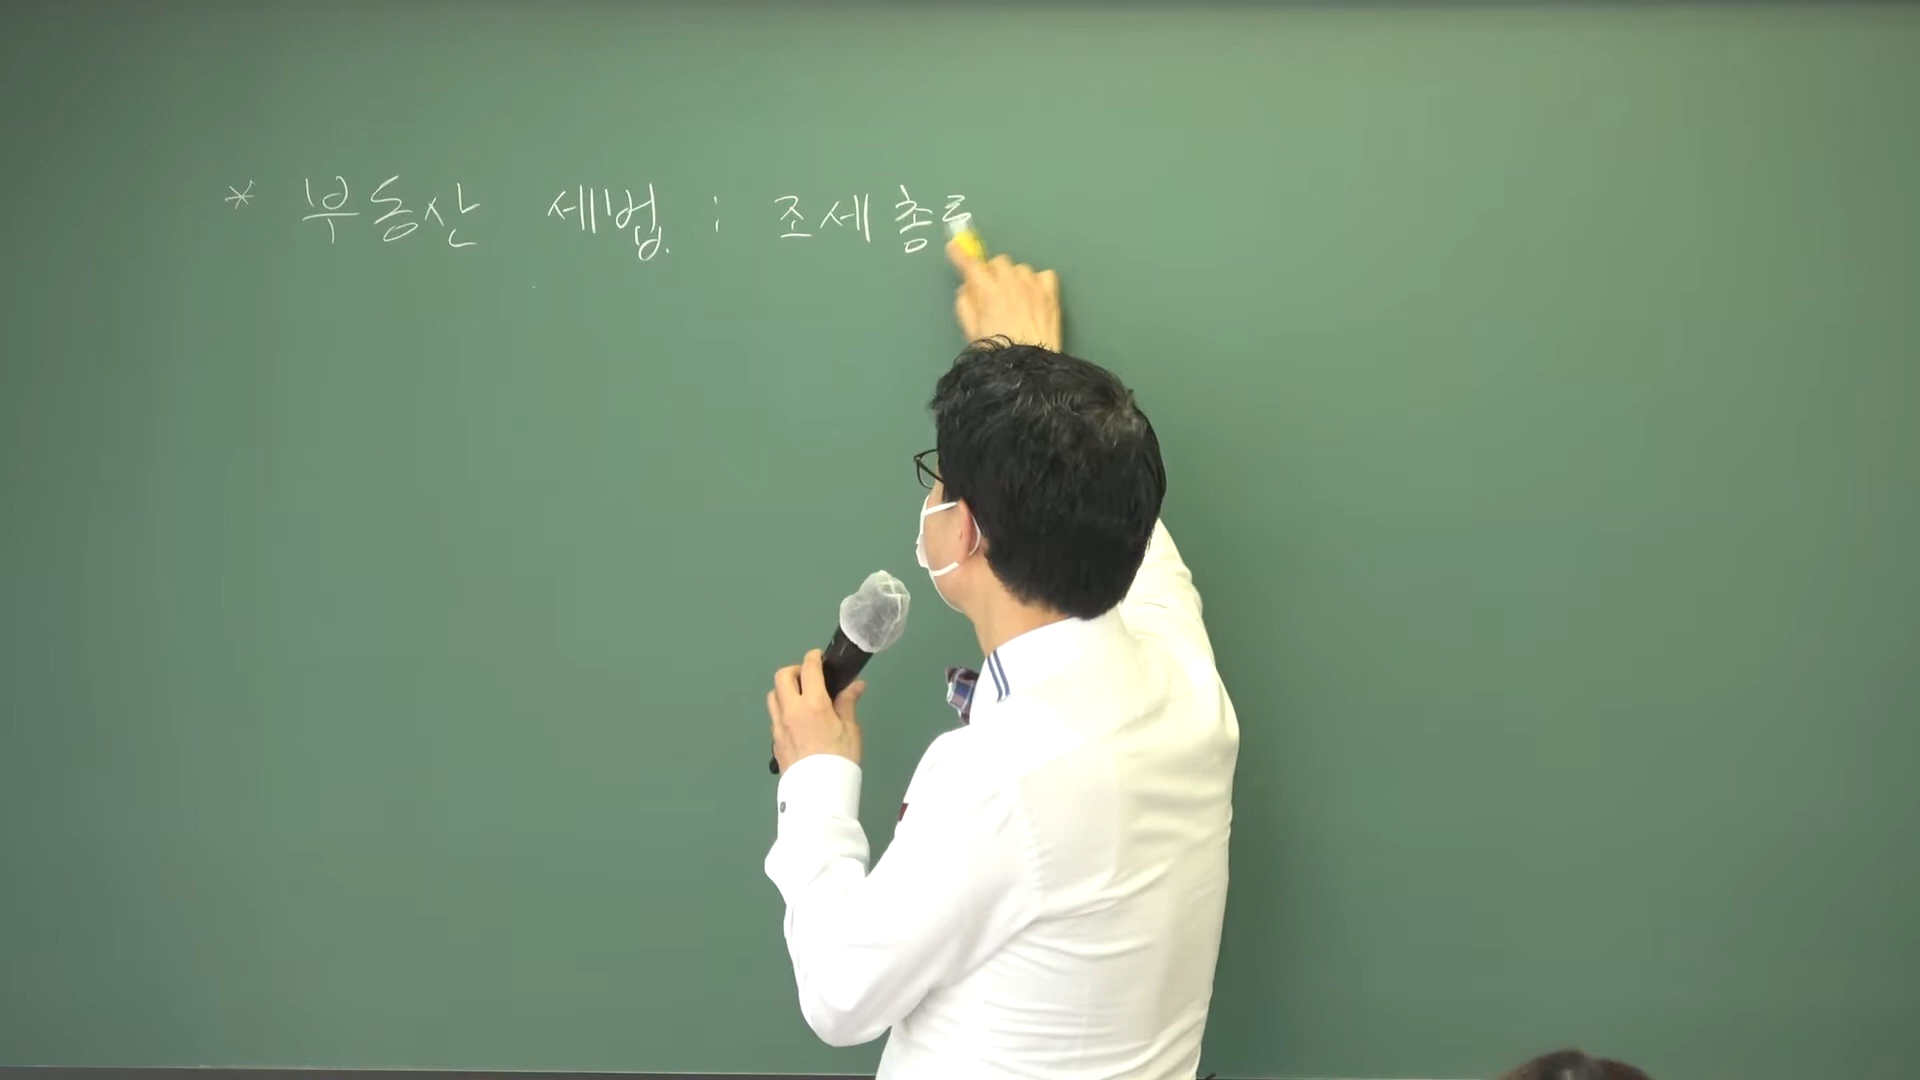 * 부동산 세법 : 조세총